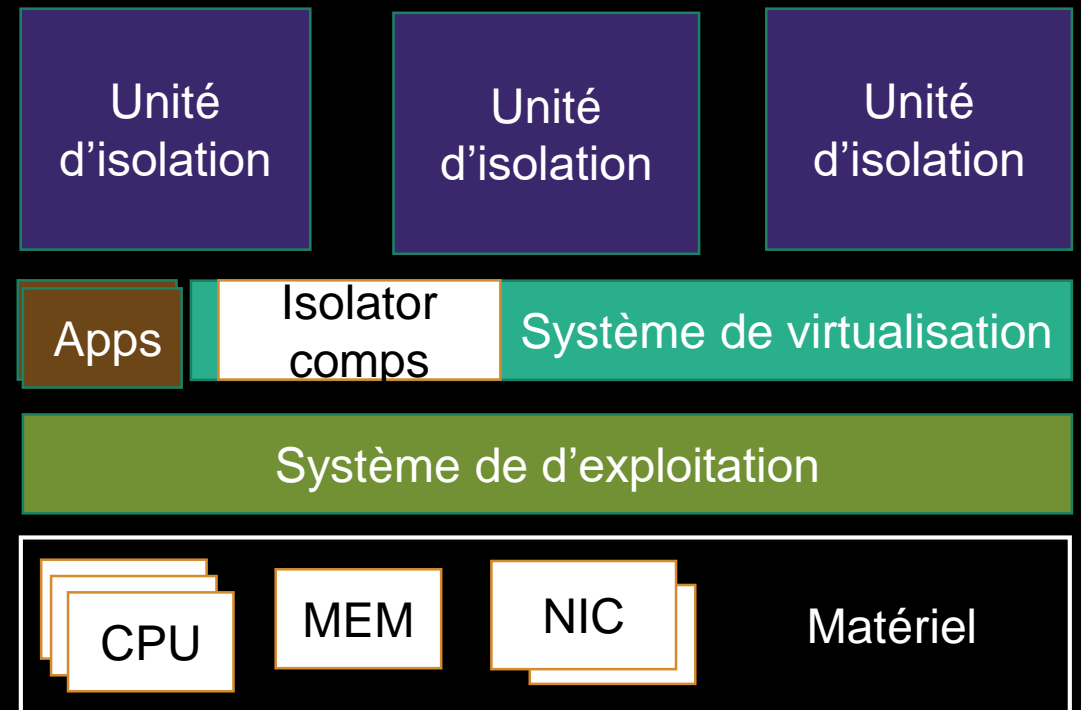 Unité
d’isolation
Unité
d’isolation
Unité
d’isolation
Apps
Isolator
comps
Système de virtualisation
Système de d’exploitation
CPU
MEM
NIC
Matériel